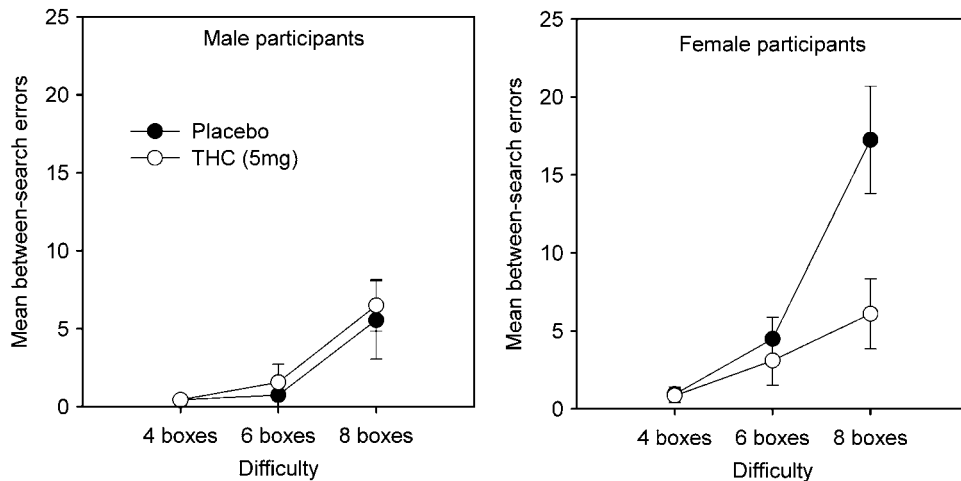 Male participants
Mean between-search errors
25
20
15
10
5
0
Placebo
THC (5mg)
4 boxes 6 boxes 8 boxes
Difficulty
Female participants
Mean between-search errors
25
20
15
10
5
0
4 boxes 6 boxes 8 boxes
Difficulty